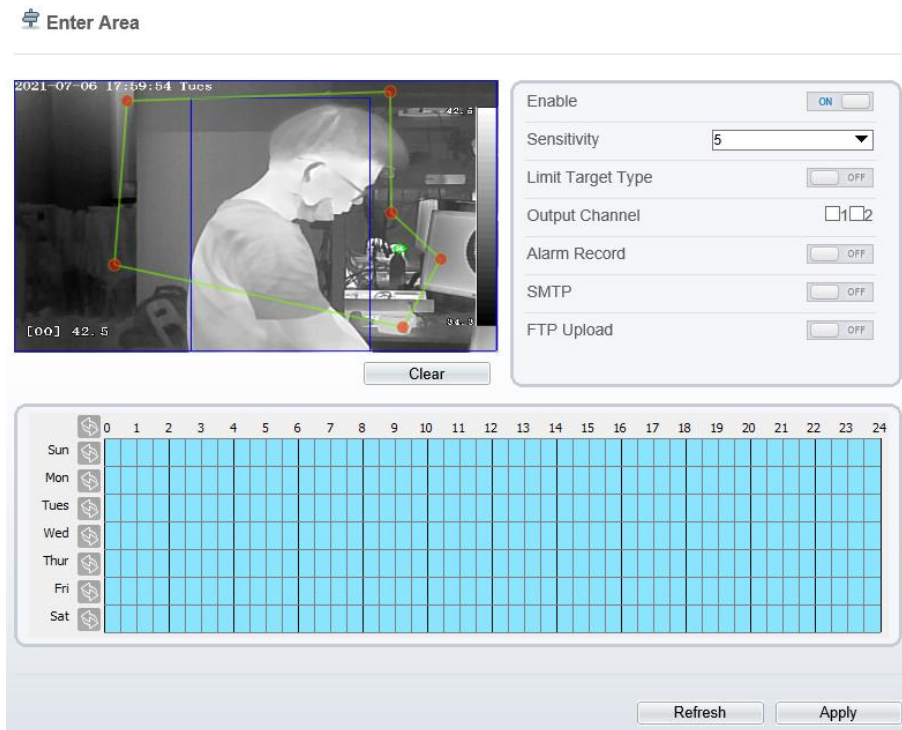 Enter Area
2021-07-06 17:59:54 Tues
42.5
34.3
[00] 42.5
Clear
Enable ON
Sensitivity 5
Limit Target Type OFF
Output Channel 1 2
Alarm Record OFF
SMTP OFF
FTP Upload OFF
0 1 2 3 4 5 6 7 8 9 10 11 12 13 14 15 16 17 18 19 20 21 22 23 24
Sun
Mon
Tues
Wed
Thur
Fri
Sat
Refresh Apply